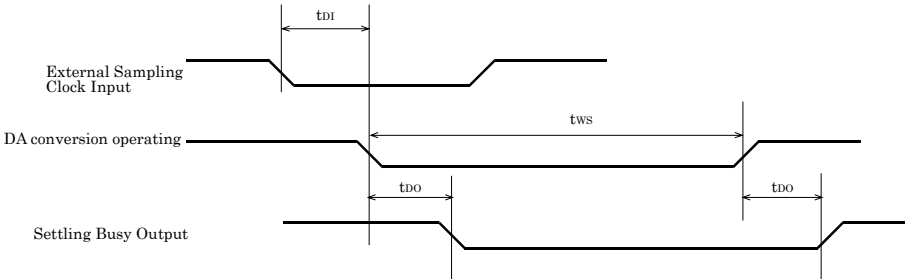 tDI
External Sampling
Clock Input
tWS
DA conversion operating
tDO
tDO
Settling Busy Output